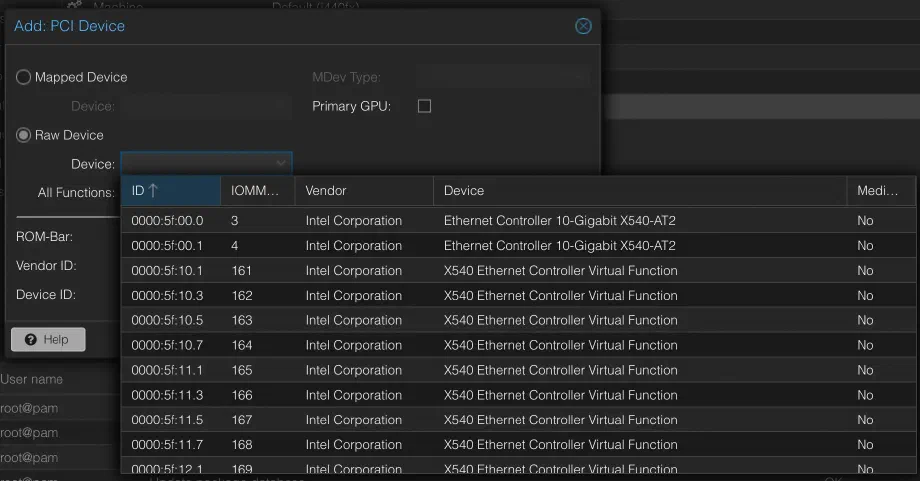 Machine Default (i440fx)
Add: PCI Device
Mapped Device MDev Type:
Device: Primary GPU:
Raw Device
Device:
All Functions:
ROM-Bar:
Vendor ID:
Device ID:
Help
ID IOMM... Vendor Device Medi...
0000:5f:00.0 3 Intel Corporation Ethernet Controller 10-Gigabit X540-AT2 No
0000:5f:00.1 4 Intel Corporation Ethernet Controller 10-Gigabit X540-AT2 No
0000:5f:10.1 161 Intel Corporation X540 Ethernet Controller Virtual Function No
0000:5f:10.3 162 Intel Corporation X540 Ethernet Controller Virtual Function No
0000:5f:10.5 163 Intel Corporation X540 Ethernet Controller Virtual Function No
0000:5f:10.7 164 Intel Corporation X540 Ethernet Controller Virtual Function No
0000:5f:11.1 165 Intel Corporation X540 Ethernet Controller Virtual Function No
0000:5f:11.3 166 Intel Corporation X540 Ethernet Controller Virtual Function No
0000:5f:11.5 167 Intel Corporation X540 Ethernet Controller Virtual Function No
0000:5f:11.7 168 Intel Corporation X540 Ethernet Controller Virtual Function No
0000:5f:12.1 169 Intel Corporation X540 Ethernet Controller Virtual Function No
User name
root@pam
root@pam
root@pam
root@pam Update package database OK